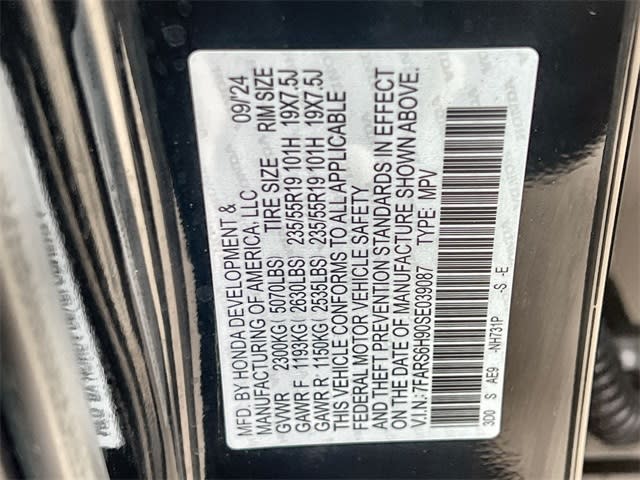 MFD. BY HONDA DEVELOPMENT & 09/'24
MANUFACTURING OF AMERICA, LLC
TIRE SIZE RIM SIZE
GVWR 2300KG( 5070LBS)
GAWR F 1193KG( 2630LBS) 235/55R19 101H 19X7.5J
GAWR R 1150KG( 2535LBS) 235/55R19 101H 19X7.5J
THIS VEHICLE CONFORMS TO ALL APPLICABLE
FEDERAL MOTOR VEHICLE SAFETY
AND THEFT PREVENTION STANDARDS IN EFFECT
ON THE DATE OF MANUFACTURE SHOWN ABOVE.
V.I.N.:7FARS6H90SE039087 TYPE: MPV
3D0 S AE9 -NH731P -S -E